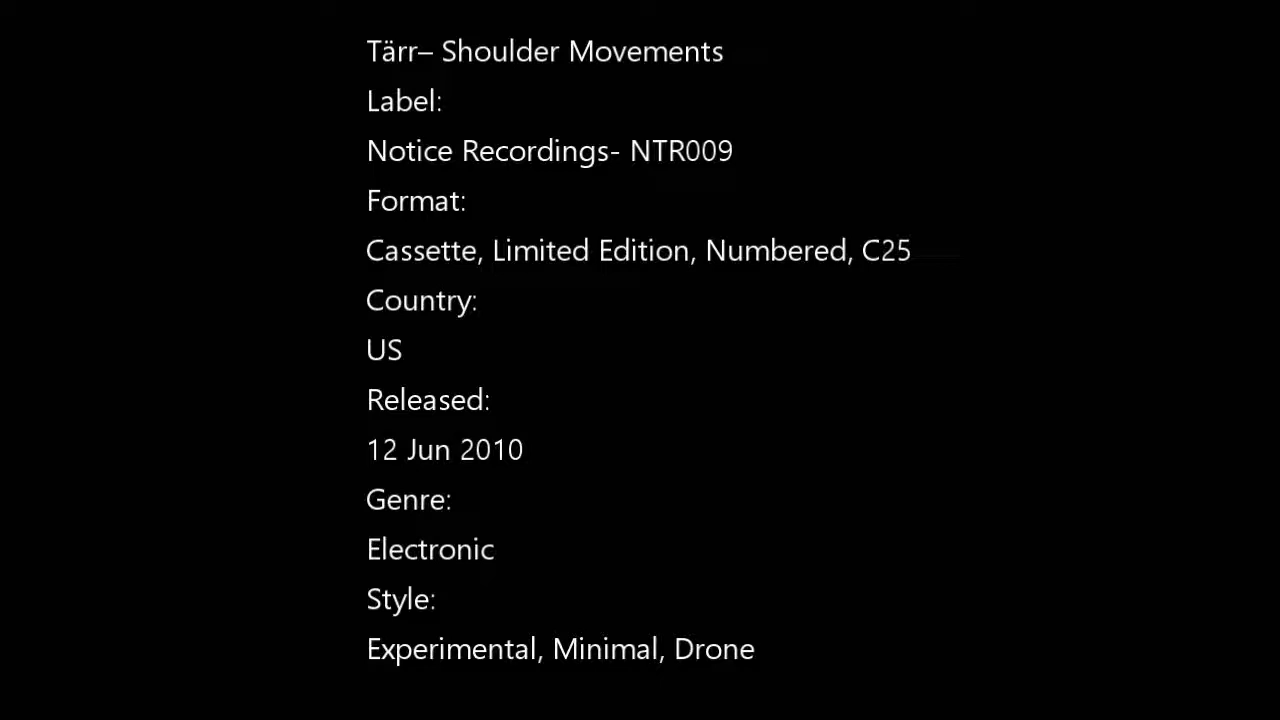 Tärr– Shoulder Movements
Label:
Notice Recordings- NTR009
Format:
Cassette, Limited Edition, Numbered, C25
Country:
US
Released:
12 Jun 2010
Genre:
Electronic
Style:
Experimental, Minimal, Drone